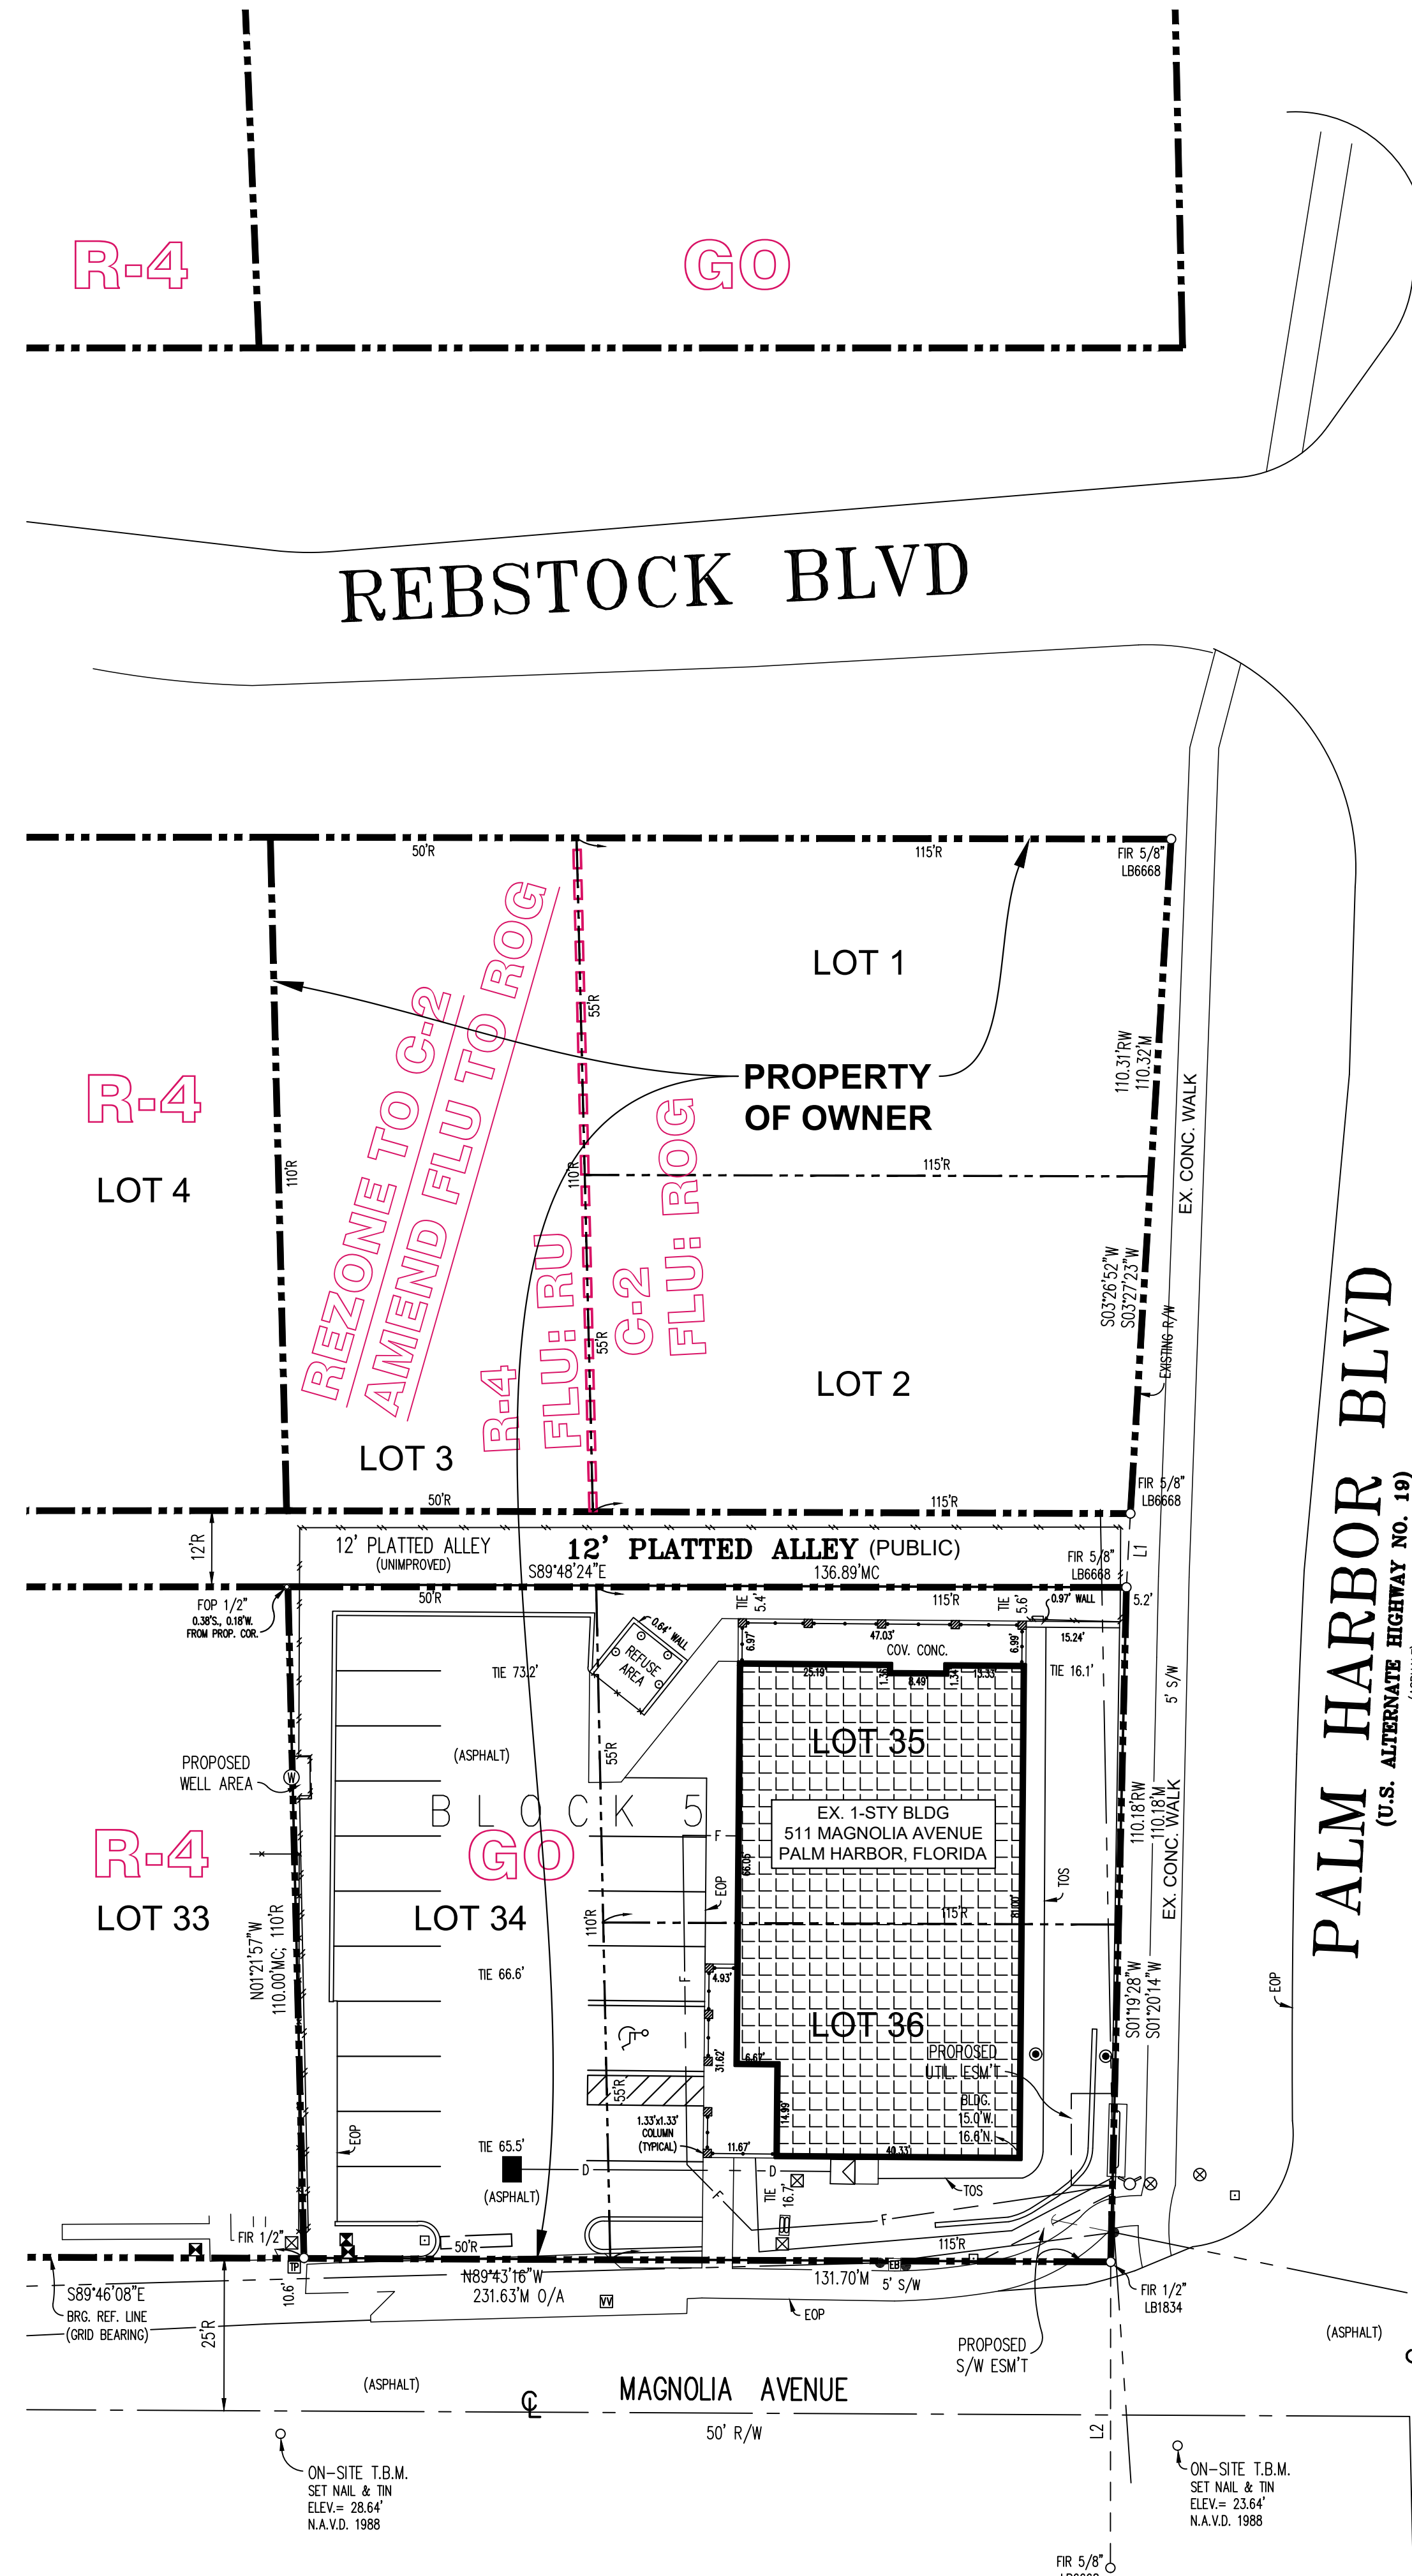 R-4
GO
REBSTOCK BLVD
50'R
115'R
FIR 5/8"
LB6668
LOT 1
55'R
REZONE TO C-2
AMEND FLU TO ROG
PROPERTY
OF OWNER
110.31'RW
110.32'M
EX. CONC. WALK
R-4
LOT 4
110'R
110'R
115'R
R-4
FLU: RU
C-2
FLU: ROG
S03°26'52"W
S03°27'23"W
EXISTING R/W
55'R
LOT 2
LOT 3
PALM HARBOR BLVD
(U.S. ALTERNATE HIGHWAY NO. 19)
50'R
115'R
FIR 5/8"
LB6668
12'R
12' PLATTED ALLEY
(UNIMPROVED)
12' PLATTED ALLEY (PUBLIC)
S89°48'24"E
136.89'MC
FIR 5/8"
LB6668
L1
FOP 1/2"
0.38'S., 0.18'W.
FROM PROP. COR.
50'R
115'R
TIE
5.4'
TIE
5.6'
0.97' WALL
5.2'
0.64' WALL
REFUSE
AREA
6.97'
47.03'
COV. CONC.
6.99'
15.24'
TIE 73.2'
25.19'
8.49'
13.33'
TIE 16.1'
5' S/W
LOT 35
55'R
(ASPHALT)
PROPOSED
WELL AREA
W
BLOCK 5
EX. 1-STY BLDG
511 MAGNOLIA AVENUE
PALM HARBOR, FLORIDA
110.18'RW
110.18'M
EX. CONC. WALK
R-4
GO
F
66.05'
EOP
TOS
81.00'
LOT 33
LOT 34
110'R
115'R
N01°21'57"W
110.00'MC; 110'R
TIE 66.6'
F
4.93'
EOP
S01°19'28"W
S01°20'14"W
LOT 36
31.62'
6.67'
PROPOSED
UTIL. ESM'T
55'R
14.99'
BLDG.
15.0'W.
16.6'N.
1.33'x1.33'
COLUMN
(TYPICAL)
EOP
TIE 65.5'
11.67'
40.33'
D
D
(ASPHALT)
TIE
16.7'
TOS
F
F
FIR 1/2"
50'R
115'R
TP
EB
N89°43'16"W
231.63'M O/A
131.70'M
5' S/W
S89°46'08"E
BRG. REF. LINE
(GRID BEARING)
10.6'
25'R
VV
EOP
FIR 1/2"
LB1834
PROPOSED
S/W ESM'T
(ASPHALT)
(ASPHALT)
MAGNOLIA AVENUE
50' R/W
L2
ON-SITE T.B.M.
SET NAIL & TIN
ELEV.= 28.64'
N.A.V.D. 1988
ON-SITE T.B.M.
SET NAIL & TIN
ELEV.= 23.64'
N.A.V.D. 1988
FIR 5/8"